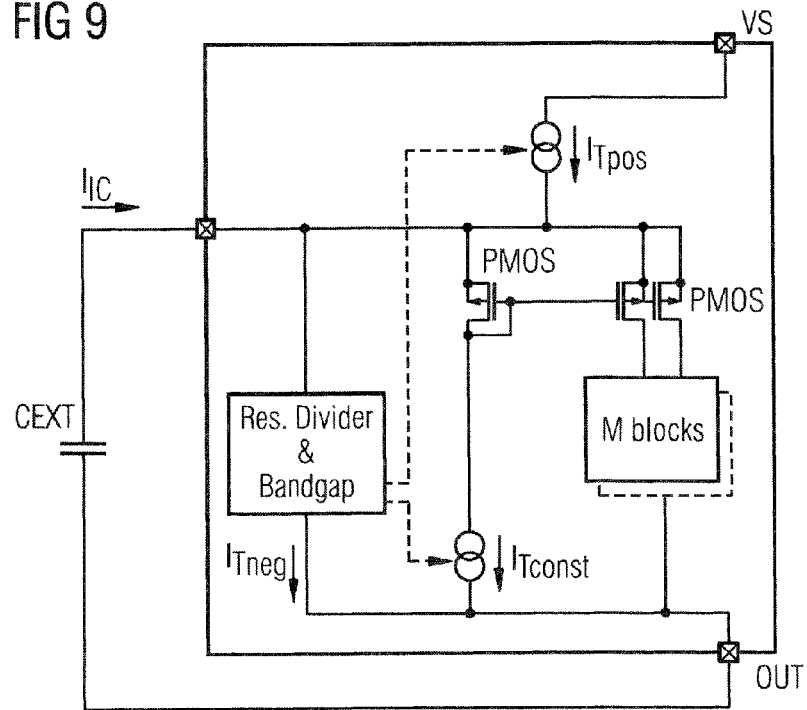 FIG 9
VS
I_Tpos
I_IC
PMOS
PMOS
CEXT
Res. Divider
&
Bandgap
M blocks
I_Tneg
I_Tconst
OUT